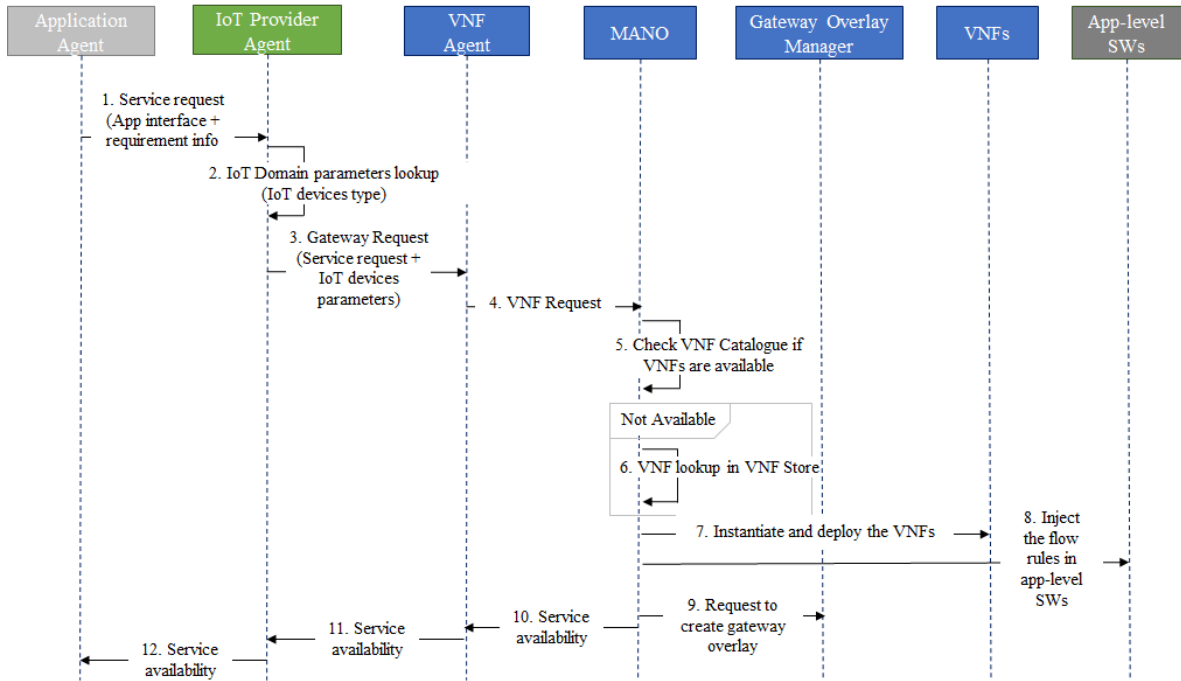 Application
Agent
IoT Provider
Agent
VNF
Agent
MANO
Gateway Overlay
Manager
VNFs
App-level
SWs
1. Service request
(App interface +
requirement info
2. IoT Domain parameters lookup
(IoT devices type)
3. Gateway Request
(Service request +
IoT devices
parameters)
4. VNF Request
5. Check VNF Catalogue if
VNFs are available
Not Available
6. VNF lookup in VNF Store
7. Instantiate and deploy the VNFs
8. Inject
the flow
rules in
app-level
SWs
9. Request to
create gateway
overlay
10. Service
availability
11. Service
availability
12. Service
availability